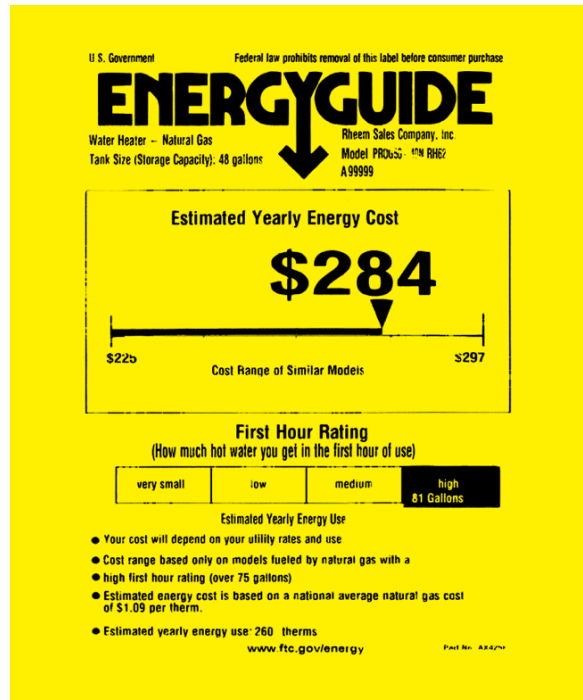 U S. Government
Federal law prohibits removal of this label before consumer purchase
ENERGYGUIDE
Water Heater – Natural Gas
Tank Size (Storage Capacity): 48 gallons
Rheem Sales Company, Inc.
Model RH62
A99999
Estimated Yearly Energy Cost
$284
$225
$297
Cost Range of Similar Models
First Hour Rating
(How much hot water you get in the first hour of use)
very small
low
medium
high
81 Gallons
Estimated Yearly Energy Use
● Your cost will depend on your utility rates and use
● Cost range based only on models fueled by natural gas with a
● high first hour rating (over 75 gallons)
● Estimated energy cost is based on a national average natural gas cost
of $1.09 per therm.
● Estimated yearly energy use: 260 therms
www.ftc.gov/energy
Part No.